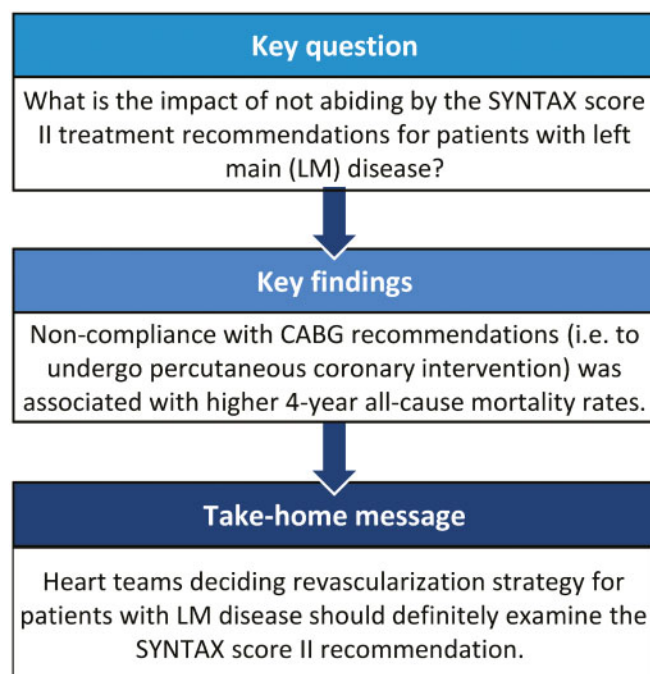 Key question
What is the impact of not abiding by the SYNTAX score
II treatment recommendations for patients with left
main (LM) disease?
Key findings
Non-compliance with CABG recommendations (i.e. to
undergo percutaneous coronary intervention) was
associated with higher 4-year all-cause mortality rates.
Take-home message
Heart teams deciding revascularization strategy for
patients with LM disease should definitely examine the
SYNTAX score II recommendation.